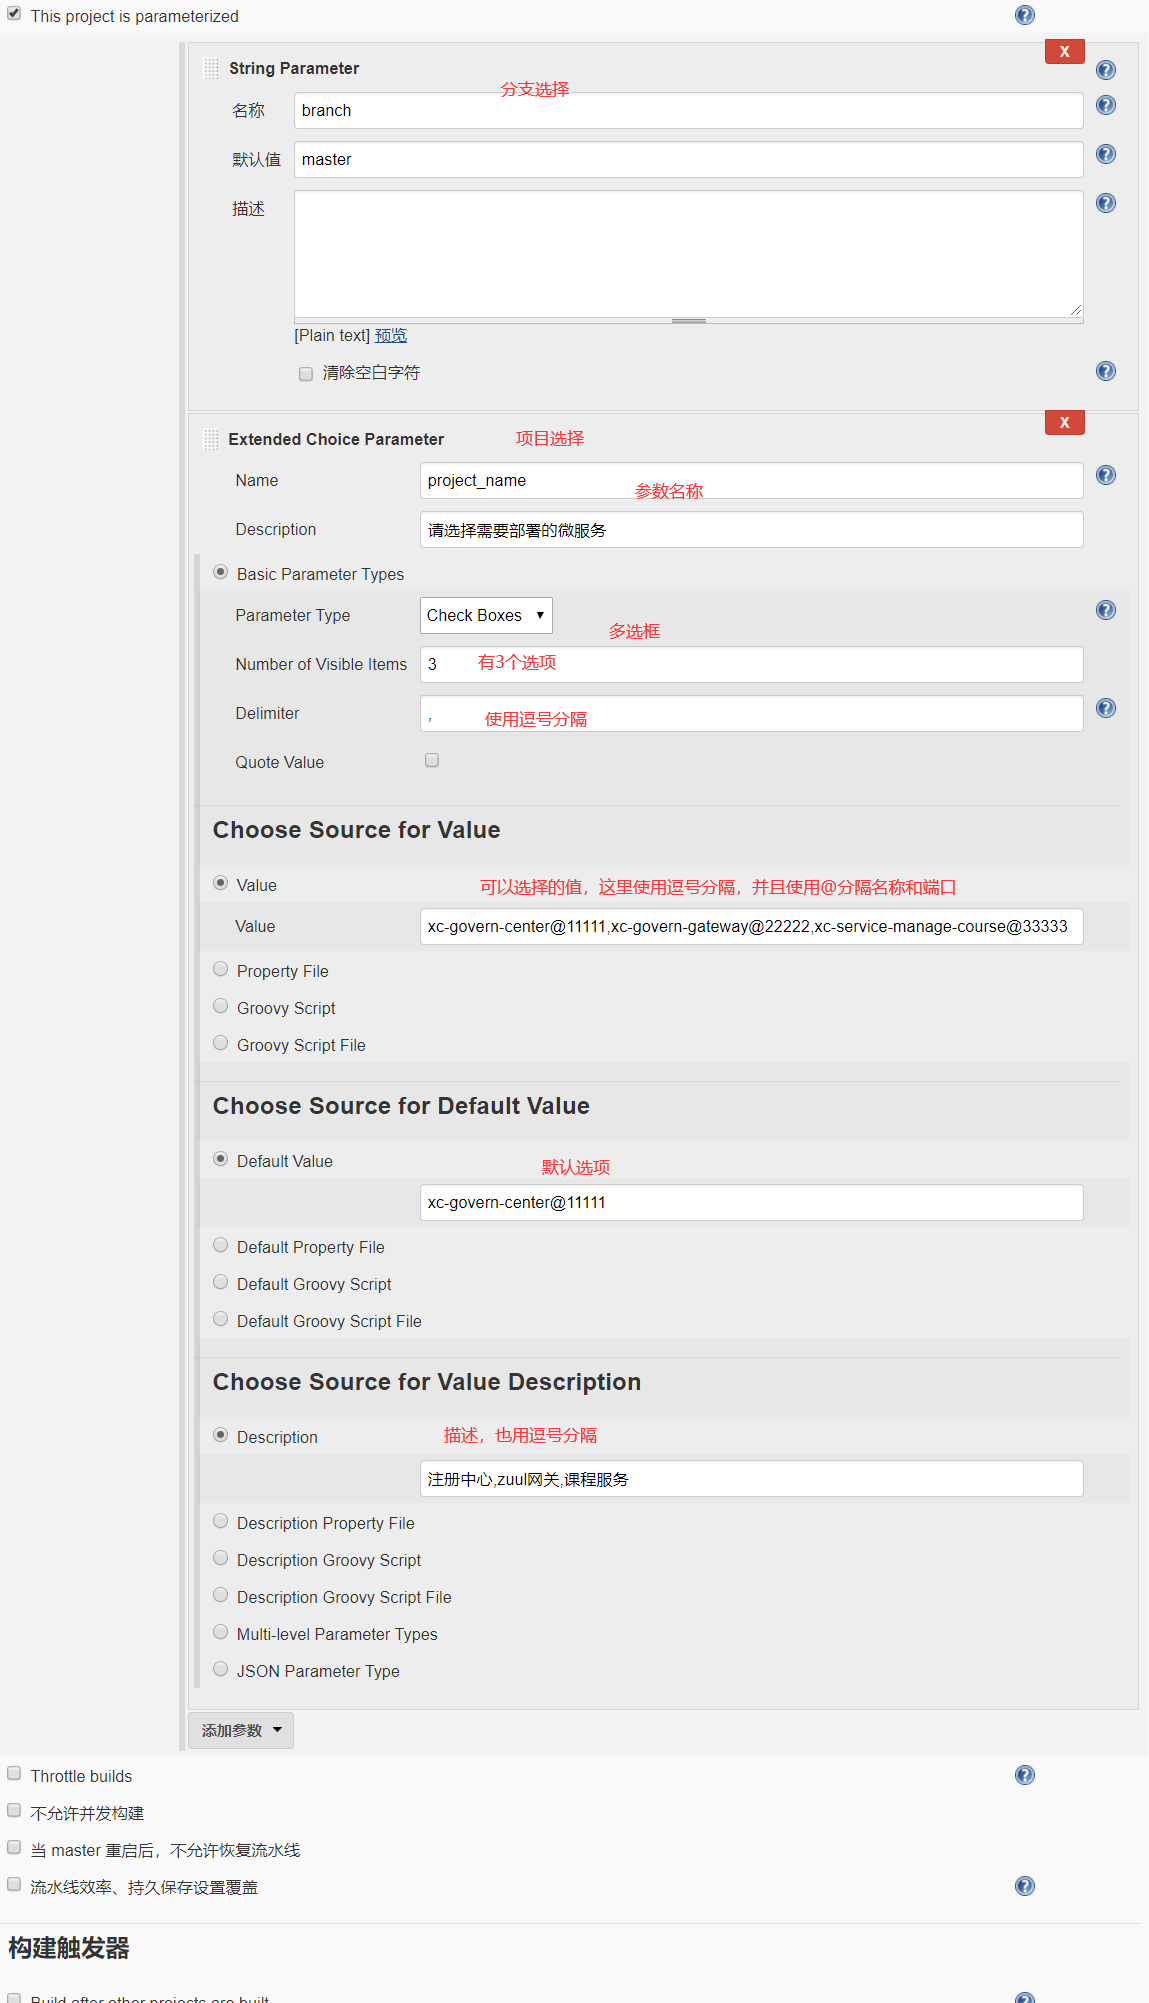 This project is parameterized
X
String Parameter
分支选择
名称 branch
默认值 master
描述
[Plain text] 预览
清除空白字符
X
Extended Choice Parameter 项目选择
Name project_name
参数名称
Description 请选择需要部署的微服务
Basic Parameter Types
Parameter Type Check Boxes
多选框
Number of Visible Items 3 有3个选项
Delimiter , 使用逗号分隔
Quote Value
Choose Source for Value
Value 可以选择的值，这里使用逗号分隔，并且使用@分隔名称和端口
Value xc-govern-center@11111,xc-govern-gateway@22222,xc-service-manage-course@33333
Property File
Groovy Script
Groovy Script File
Choose Source for Default Value
Default Value 默认选项
xc-govern-center@11111
Default Property File
Default Groovy Script
Default Groovy Script File
Choose Source for Value Description
Description 描述，也用逗号分隔
注册中心,zuul网关,课程服务
Description Property File
Description Groovy Script
Description Groovy Script File
Multi-level Parameter Types
JSON Parameter Type
添加参数
Throttle builds
不允许并发构建
当 master 重启后，不允许恢复流水线
流水线效率、持久保存设置覆盖
构建触发器
Build after other projects are built